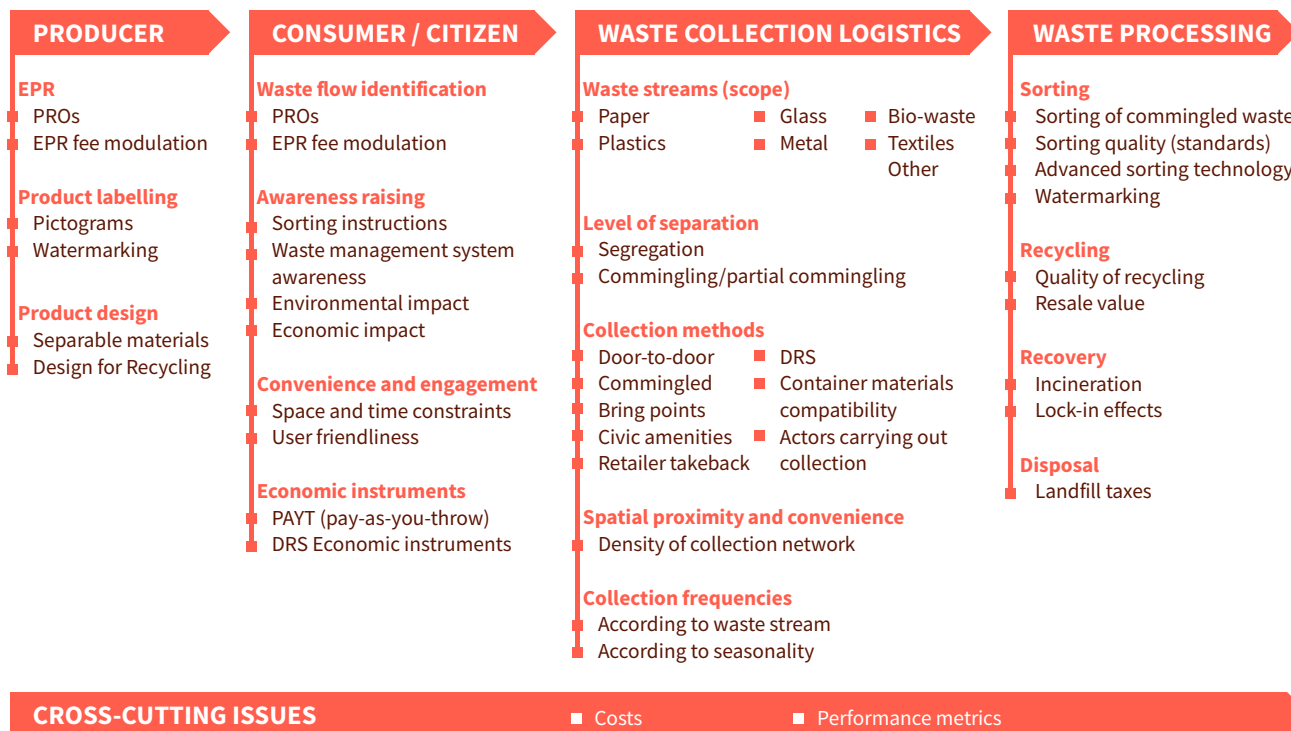 PRODUCER
EPR
PROs
EPR fee modulation
Product labelling
Pictograms
Watermarking
Product design
Separable materials
Design for Recycling
CONSUMER / CITIZEN
Waste flow identification
PROs
EPR fee modulation
Awareness raising
Sorting instructions
Waste management system
awareness
Environmental impact
Economic impact
Convenience and engagement
Space and time constraints
User friendliness
Economic instruments
PAYT (pay-as-you-throw)
DRS Economic instruments
WASTE COLLECTION LOGISTICS
Waste streams (scope)
Paper
Plastics
Glass
Metal
Bio-waste
Textiles
Other
Level of separation
Segregation
Commingling/partial commingling
Collection methods
Door-to-door
Commingled
Bring points
Civic amenities
Retailer takeback
DRS
Container materials
compatibility
Actors carrying out
collection
Spatial proximity and convenience
Density of collection network
Collection frequencies
According to waste stream
According to seasonality
WASTE PROCESSING
Sorting
Sorting of commingled waste
Sorting quality (standards)
Advanced sorting technology
Watermarking
Recycling
Quality of recycling
Resale value
Recovery
Incineration
Lock-in effects
Disposal
Landfill taxes
CROSS-CUTTING ISSUES
Costs
Performance metrics